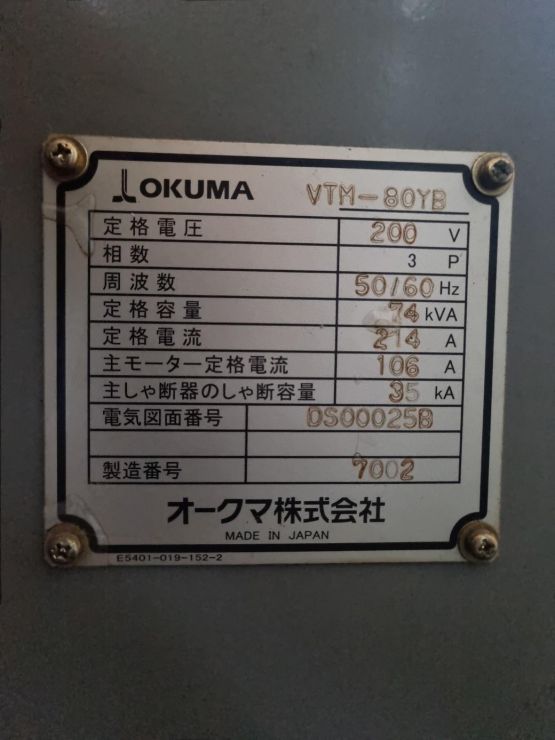 OKUMA VTM-80YB
定格電圧 200 V
相数 3 P
周波数 50/60 Hz
定格容量 74 kVA
定格電流 214 A
主モーター定格電流 106 A
主しゃ断器のしゃ断容量 35 kA
電気図面番号 DS00025B
製造番号 7002
オークマ株式会社
MADE IN JAPAN
E5401-019-152-2